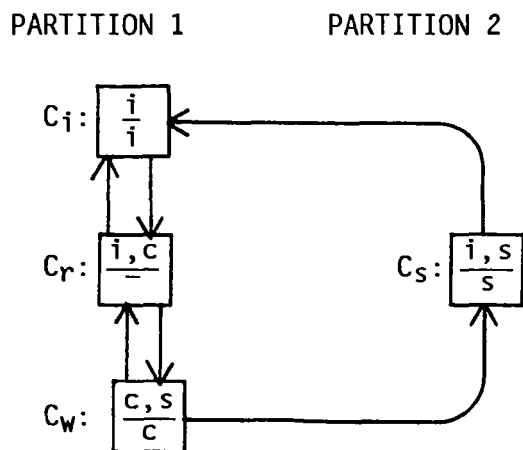 PARTITION 1 PARTITION 2
Ci: i
i
Cr: i,c
–
Cs: i,s
s
Cw: c,s
c